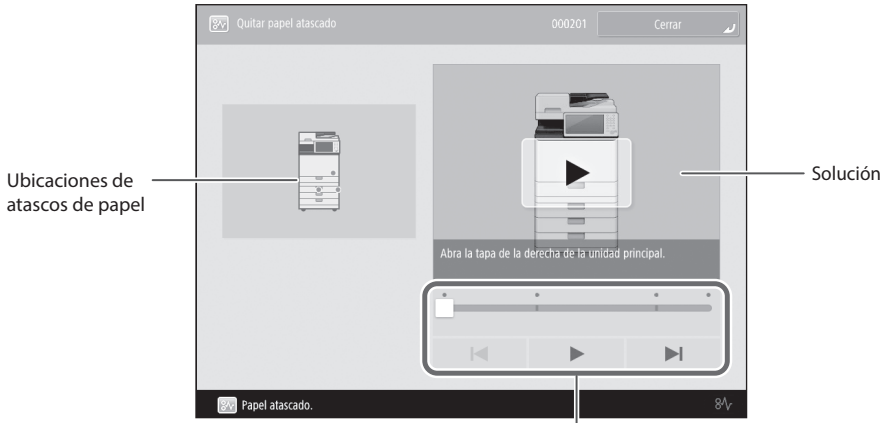 Quitar papel atascado
000201
Cerrar
Ubicaciones de
atascos de papel
Solución
Abra la tapa de la derecha de la unidad principal.
Papel atascado.